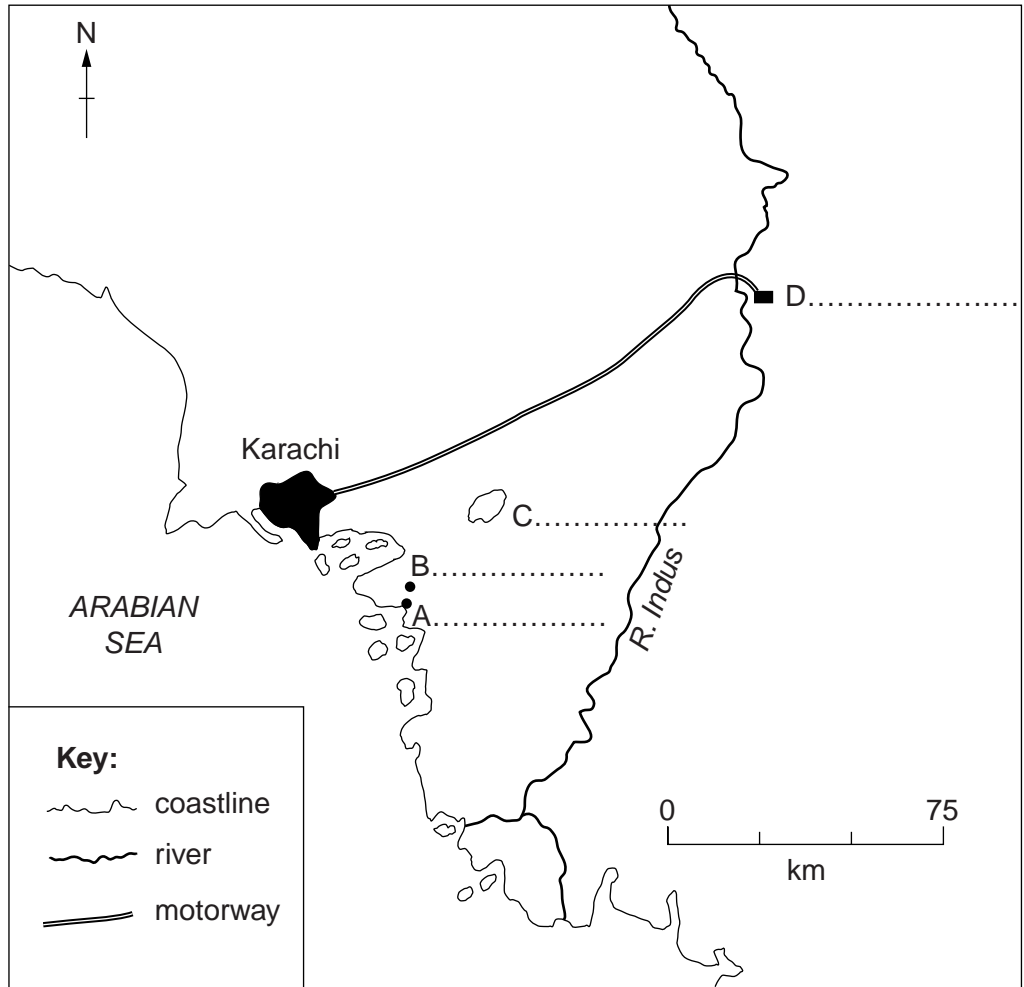 N
D.....................
Karachi
C................
B..................
A..................
R. Indus
ARABIAN
SEA
Key:
coastline
river
motorway
0 75
km